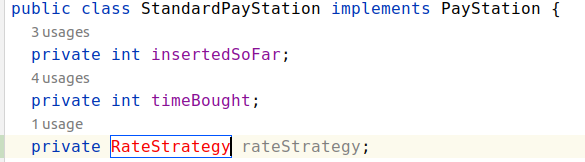 public class StandardPayStation implements PayStation {
3 usages
private int insertedSoFar;
4 usages
private int timeBought;
1 usage
private RateStrategy rateStrategy;